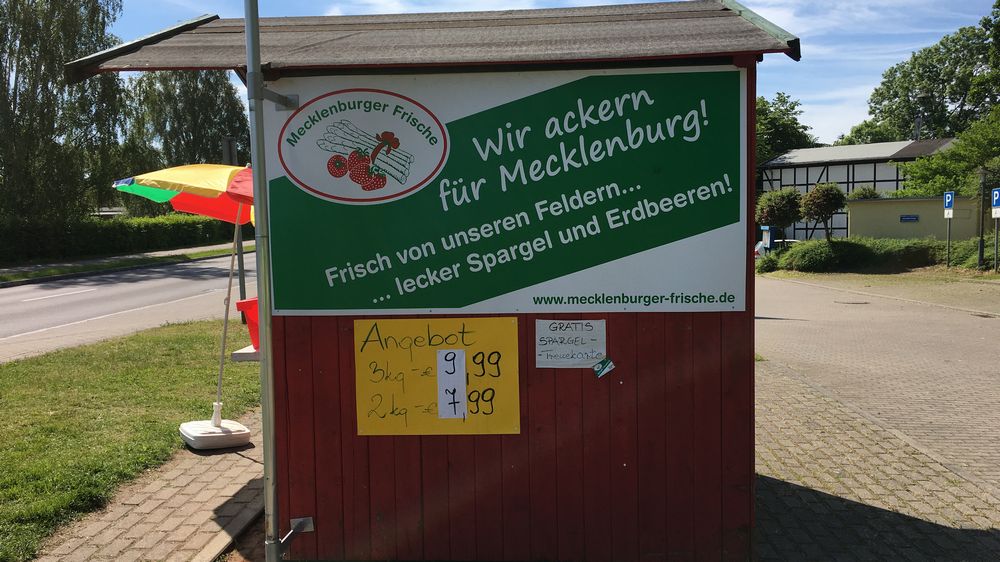 Mecklenburger Frische
Wir ackern
für Mecklenburg!
Frisch von unseren Feldern...
... lecker Spargel und Erdbeeren!
www.mecklenburger-frische.de
Angebot
3kg - € 9,99
2kg - € 7,99
GRATIS
SPARGEL -
- Treuekarte
P
P